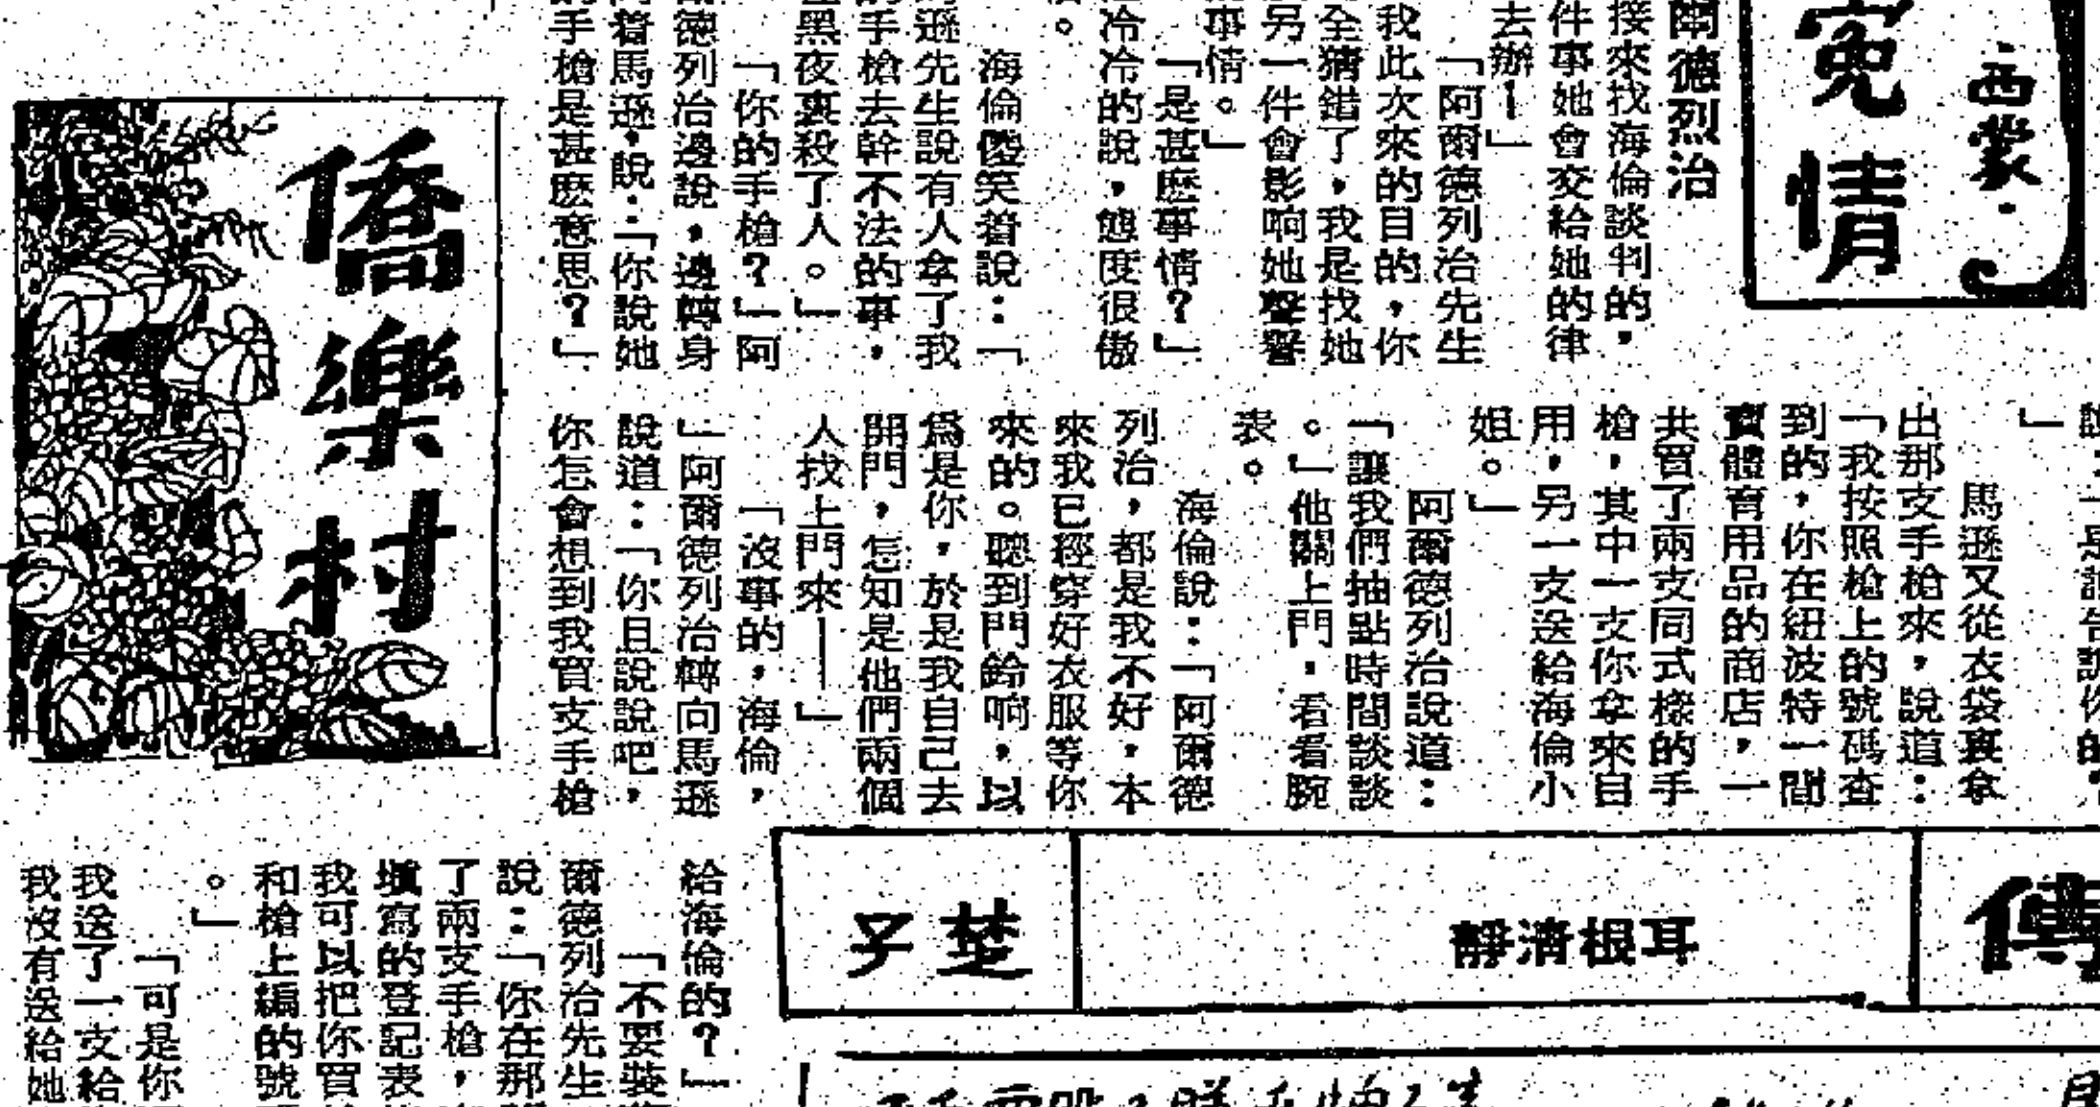 西蒙
冤情
爾德烈治
接來找海倫談判的，
件事她會交給她的律
去辦！」
「阿爾德列治先生
我此次來的目的，你
全猜錯了，我是找她
另一件會影响她聲譽
事情。」
「是甚麽事情？」
冷冷的說，態度很傲
。
海倫儍笑着說：「
遜先生說有人拿了我
手槍去幹不法的事，
黑夜裏殺了人。」
「你的手槍？」阿
德列治邊說，邊轉身
着馬遜，說：「你說她
手槍是甚麽意思？」
」
馬遜又從衣袋裏拿
出那支手槍來，說道：
「我按照槍上的號碼查
到的，你在紐波特一間
賣體育用品的商店，一
共買了兩支同式樣的手
槍，其中一支你拿來自
用，另一支送給海倫小
姐。」
阿爾德列治說道：
「讓我們抽點時間談談
。」他關上門，看看腕
表。
海倫說：「阿爾德
列治，都是我不好，本
來我已經穿好衣服等你
來的。聽到門鈴响，以
爲是你，於是我自己去
開門，怎知是他們兩個
人找上門來——」
「沒事的，海倫，
」阿爾德列治轉向馬遜
說道：「你且說說吧，
你怎會想到我買支手槍
給海倫的？」
「不要裝
爾德列治先生
說：「你在那
了兩支手槍，
塡寫的登記表
我可以把你買
和槍上編的號
。」
「可是你
我送了一支給
我沒有送給她
僑樂村
傳
耳根清靜
楚子